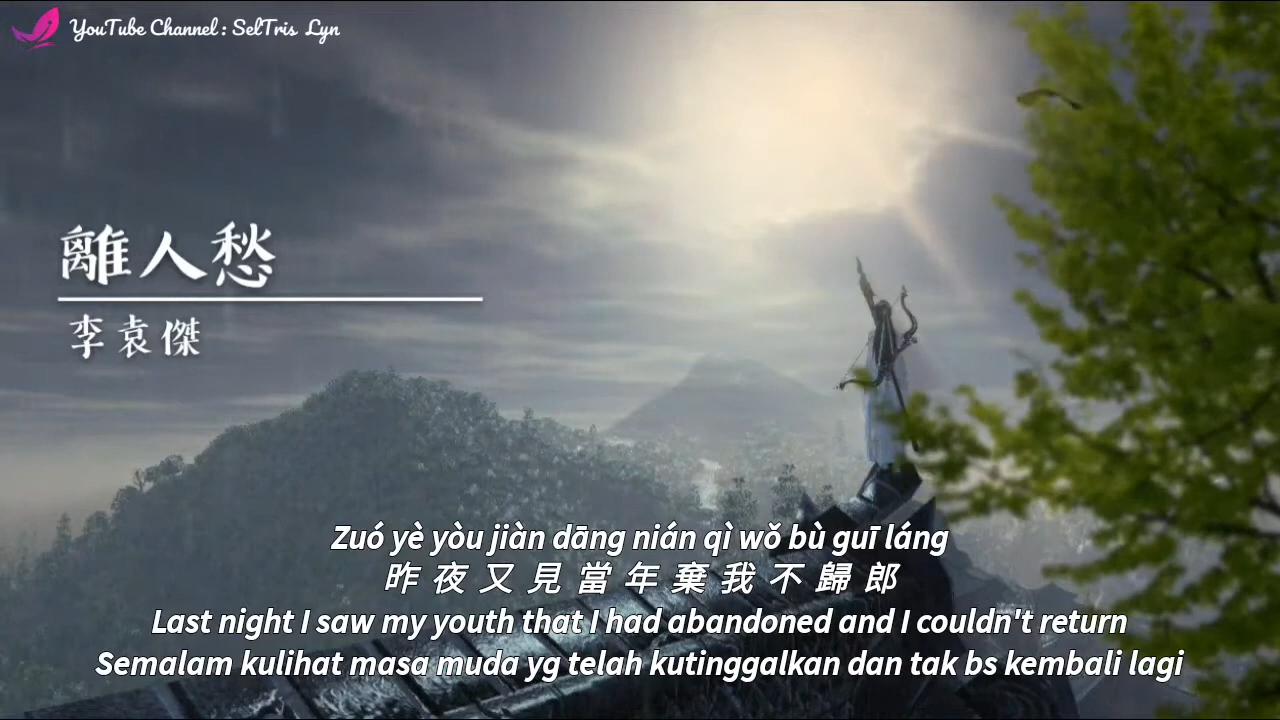 YouTube Channel : SelTris Lyn
離人愁
李袁傑
Zuó yè yòu jiàn dāng nián qì wǒ bù guī láng
昨夜又見當年棄我不歸郎
Last night I saw my youth that I had abandoned and I couldn't return
Semalam kulihat masa muda yg telah kutinggalkan dan tak bs kembali lagi